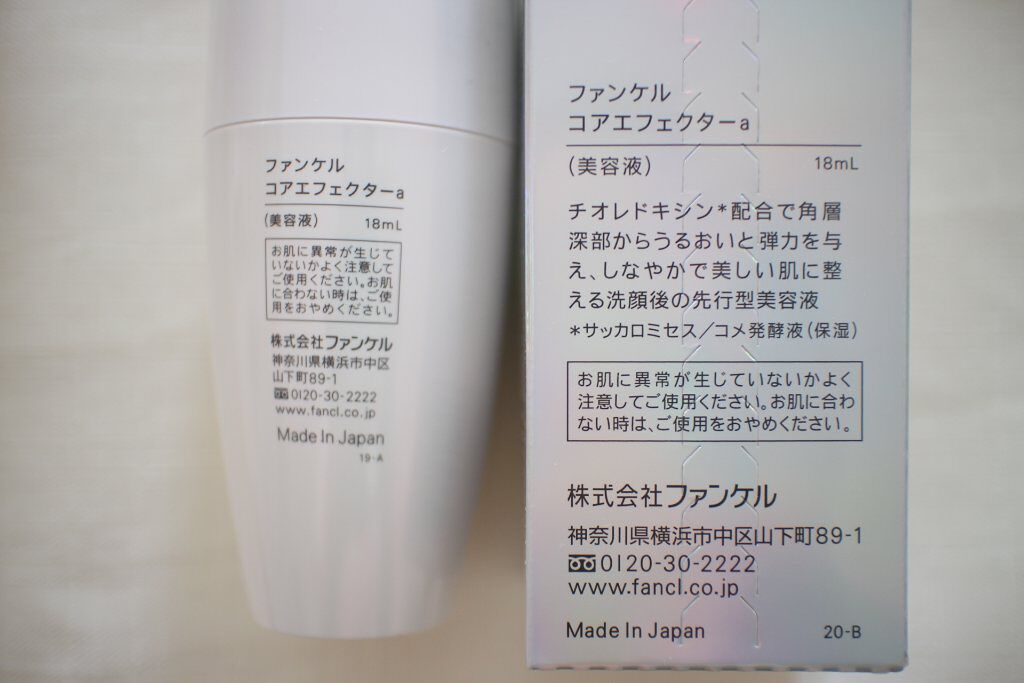 ファンケル
コアエフェクターa
(美容液) 18mL
お肌に異常が生じて
いないかよく注意して
ご使用ください。お肌
に合わない時は、ご使
用をおやめください。
株式会社ファンケル
神奈川県横浜市中区
山下町89-1
0120-30-2222
www.fancl.co.jp
Made In Japan
19-A
ファンケル
コアエフェクターa
(美容液) 18mL
チオレドキシン*配合で角層
深部からうるおいと弾力を与
え、しなやかで美しい肌に整
える洗顔後の先行型美容液
*サッカロミセス/コメ発酵液(保湿)
お肌に異常が生じていないかよく
注意してご使用ください。お肌に合わ
ない時は、ご使用をおやめください。
株式会社ファンケル
神奈川県横浜市中区山下町89-1
0120-30-2222
www.fancl.co.jp
Made In Japan 20-B